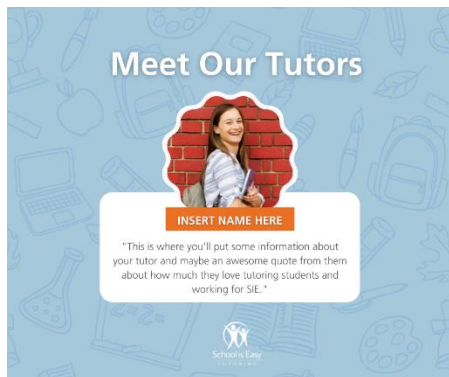 Meet Our Tutors
INSERT NAME HERE
"This is where you'll put some information about
your tutor and maybe an awesome quote from them
about how much they love tutoring students and
working for SIE."
School is Easy
TUTORING